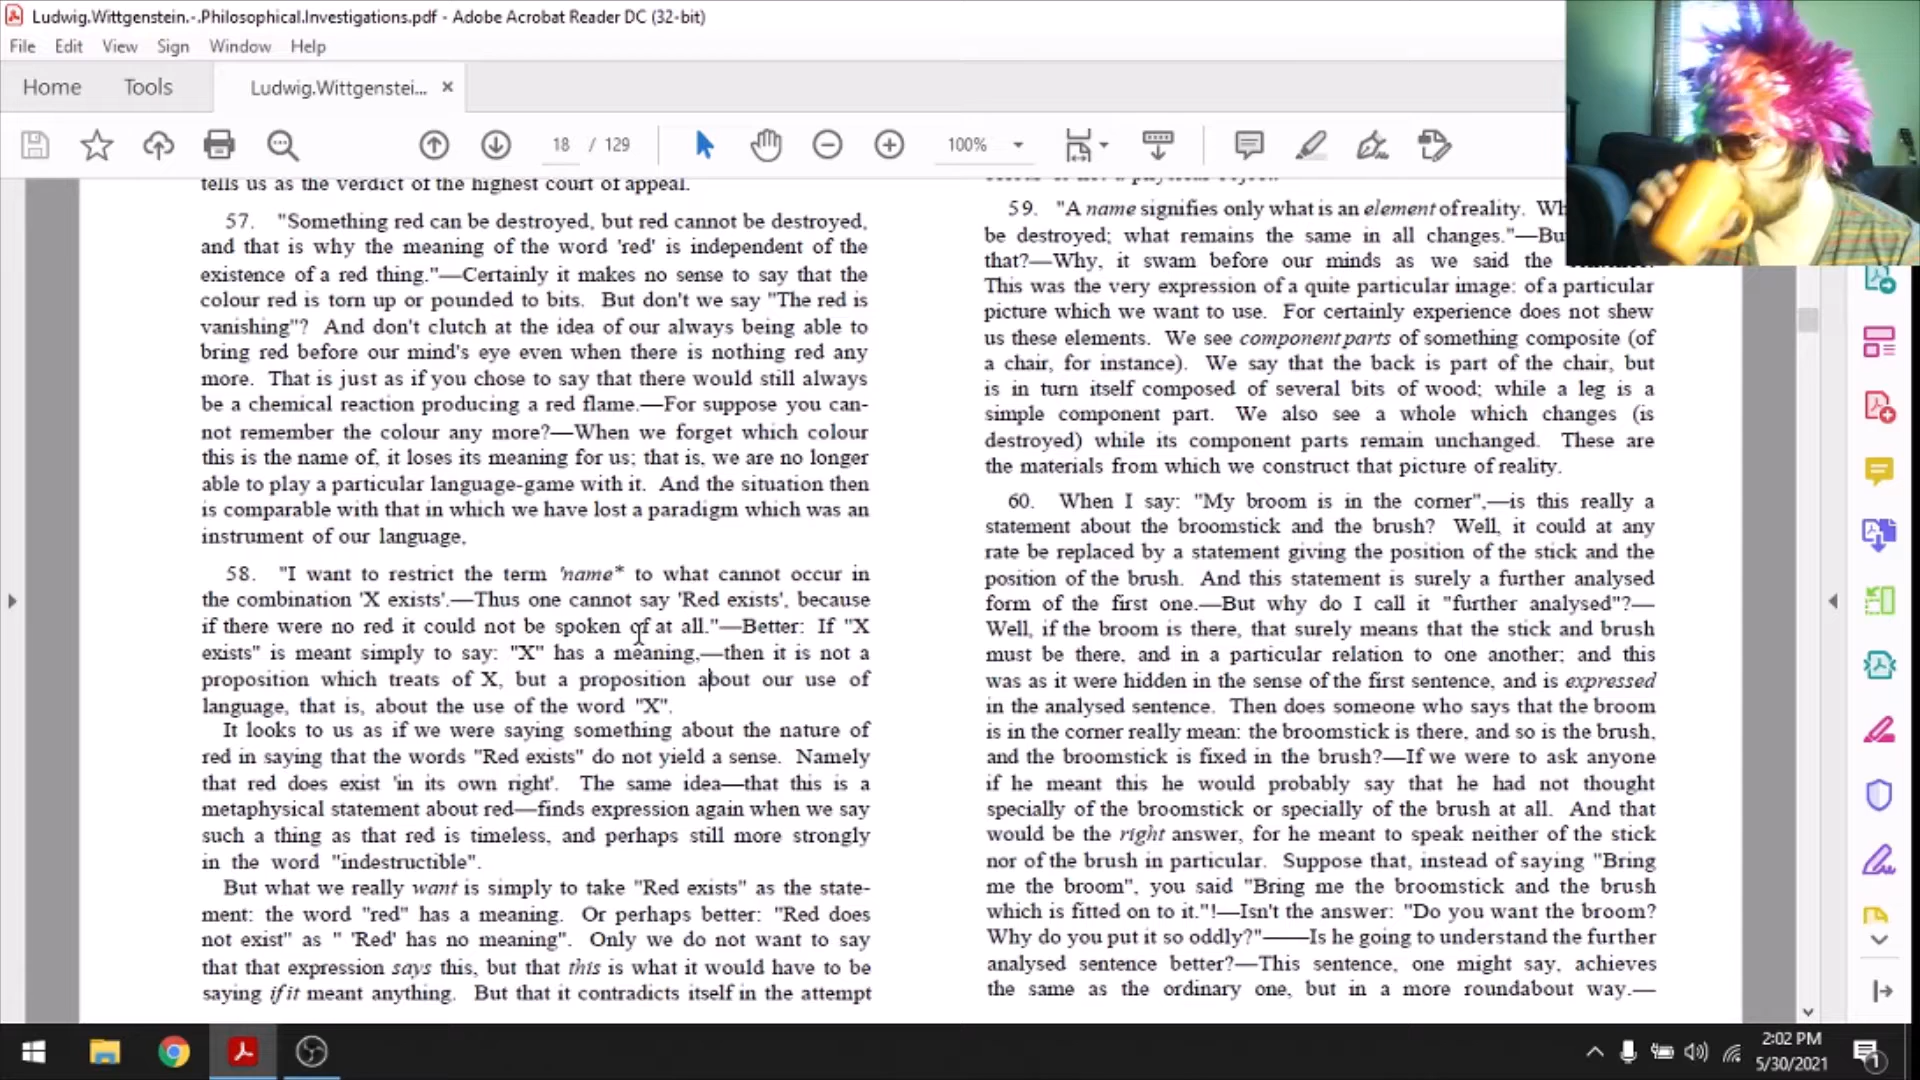 Ludwig.Wittgenstein.-.Philosophical.Investigations.pdf - Adobe Acrobat Reader DC (32-bit)
File Edit View Sign Window Help
Home Tools Ludwig.Wittgenstei... ×
18 / 129 100%
tells us as the verdict of the highest court of appeal.
57. "Something red can be destroyed, but red cannot be destroyed,
and that is why the meaning of the word 'red' is independent of the
existence of a red thing."—Certainly it makes no sense to say that the
colour red is torn up or pounded to bits. But don't we say "The red is
vanishing"? And don't clutch at the idea of our always being able to
bring red before our mind's eye even when there is nothing red any
more. That is just as if you chose to say that there would still always
be a chemical reaction producing a red flame.—For suppose you can-
not remember the colour any more?—When we forget which colour
this is the name of, it loses its meaning for us; that is, we are no longer
able to play a particular language-game with it. And the situation then
is comparable with that in which we have lost a paradigm which was an
instrument of our language,
58. "I want to restrict the term 'name* to what cannot occur in
the combination 'X exists'.—Thus one cannot say 'Red exists', because
if there were no red it could not be spoken of at all."—Better: If "X
exists" is meant simply to say: "X" has a meaning,—then it is not a
proposition which treats of X, but a proposition about our use of
language, that is, about the use of the word "X".
It looks to us as if we were saying something about the nature of
red in saying that the words "Red exists" do not yield a sense. Namely
that red does exist 'in its own right'. The same idea—that this is a
metaphysical statement about red—finds expression again when we say
such a thing as that red is timeless, and perhaps still more strongly
in the word "indestructible".
But what we really want is simply to take "Red exists" as the state-
ment: the word "red" has a meaning. Or perhaps better: "Red does
not exist" as " 'Red' has no meaning". Only we do not want to say
that that expression says this, but that this is what it would have to be
saying if it meant anything. But that it contradicts itself in the attempt
59. "A name signifies only what is an element of reality.
be destroyed; what remains the same in all changes."—
that?—Why, it swam before our minds as we said the
This was the very expression of a quite particular image: of a particular
picture which we want to use. For certainly experience does not shew
us these elements. We see component parts of something composite (of
a chair, for instance). We say that the back is part of the chair, but
is in turn itself composed of several bits of wood; while a leg is a
simple component part. We also see a whole which changes (is
destroyed) while its component parts remain unchanged. These are
the materials from which we construct that picture of reality.
60. When I say: "My broom is in the corner",—is this really a
statement about the broomstick and the brush? Well, it could at any
rate be replaced by a statement giving the position of the stick and the
position of the brush. And this statement is surely a further analysed
form of the first one.—But why do I call it "further analysed"?—
Well, if the broom is there, that surely means that the stick and brush
must be there, and in a particular relation to one another; and this
was as it were hidden in the sense of the first sentence, and is expressed
in the analysed sentence. Then does someone who says that the broom
is in the corner really mean: the broomstick is there, and so is the brush,
and the broomstick is fixed in the brush?—If we were to ask anyone
if he meant this he would probably say that he had not thought
specially of the broomstick or specially of the brush at all. And that
would be the right answer, for he meant to speak neither of the stick
nor of the brush in particular. Suppose that, instead of saying "Bring
me the broom", you said "Bring me the broomstick and the brush
which is fitted on to it."!—Isn't the answer: "Do you want the broom?
Why do you put it so oddly?"——Is he going to understand the further
analysed sentence better?—This sentence, one might say, achieves
the same as the ordinary one, but in a more roundabout way.—
2:02 PM
5/30/2021
1